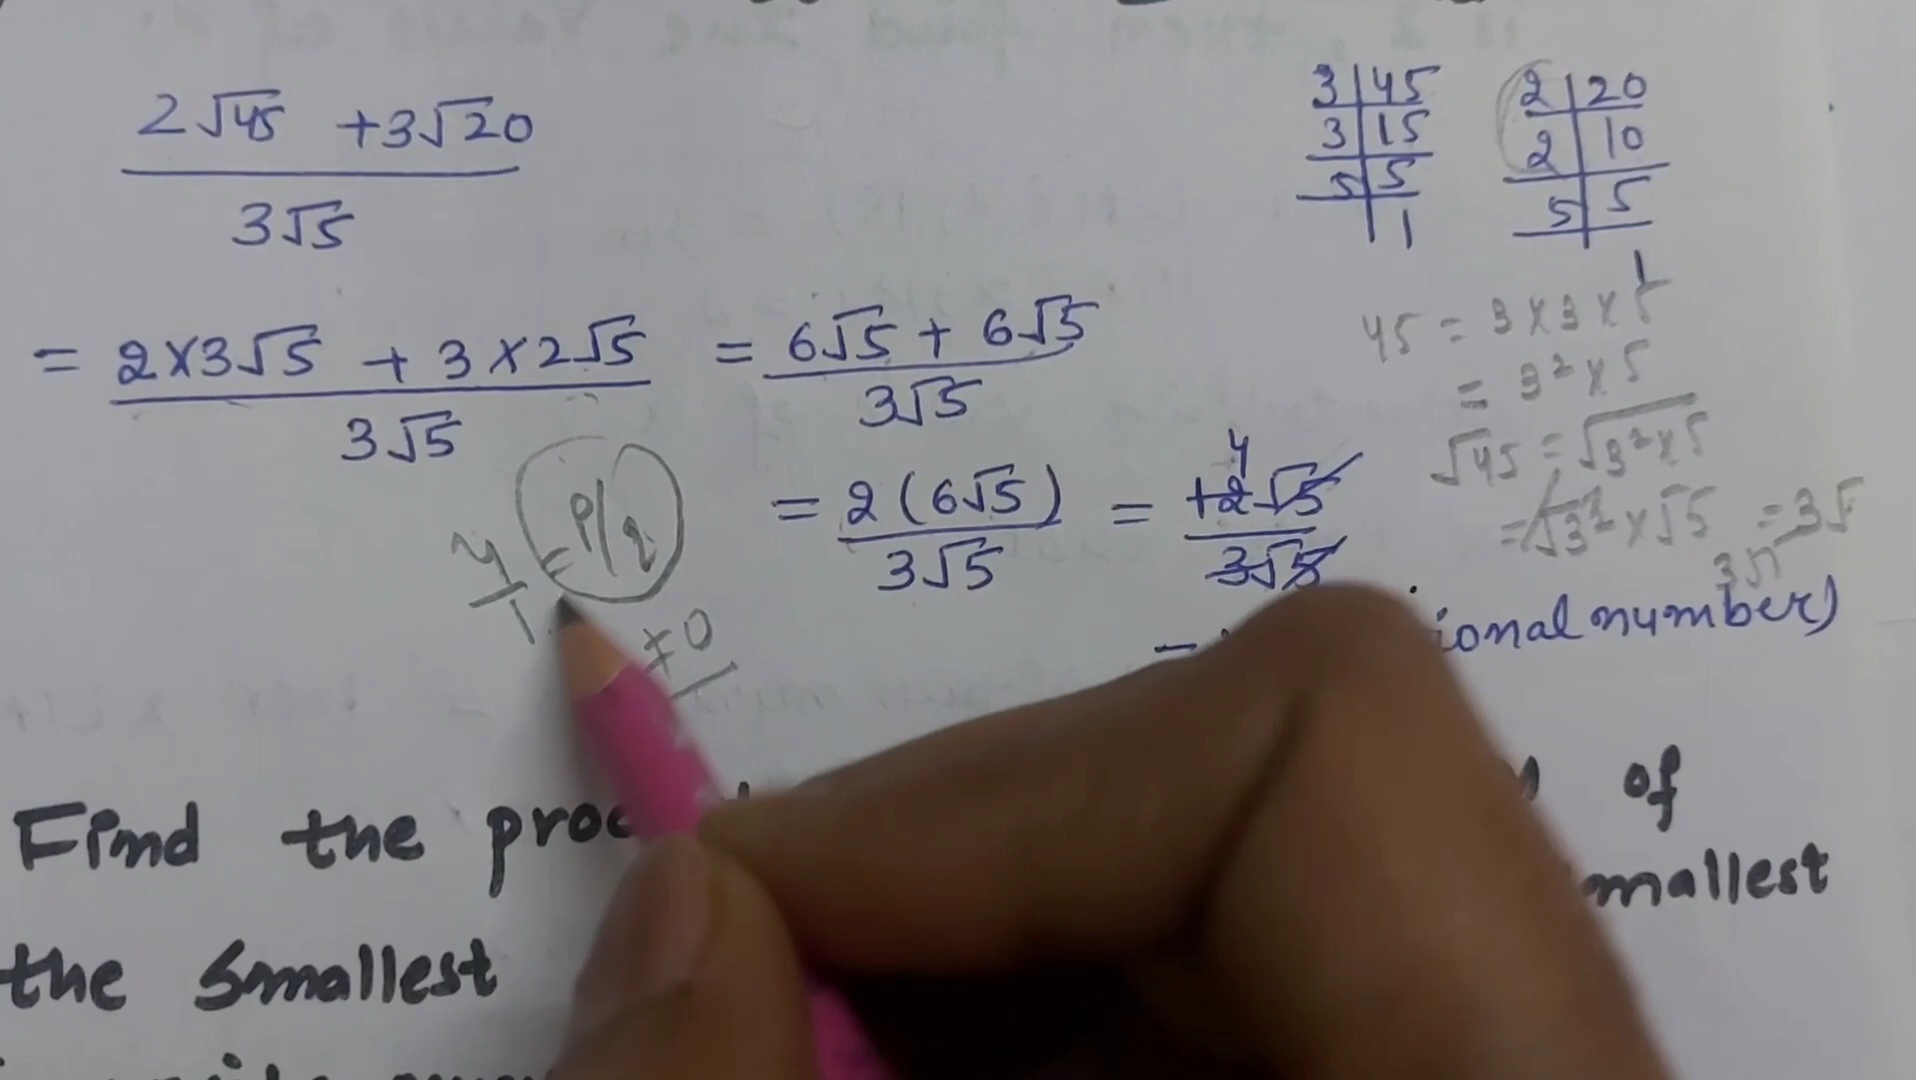 2√45 + 3√20
3√5
3 | 45
3 | 15
5 | 5
1
2 | 20
2 | 10
5 | 5
1
= 2×3√5 + 3×2√5 = 6√5 + 6√5
3√5 3√5
45 = 3×3×5
= 3²×5
√45 = √3²×5
= √3² × √5 = 3√
3√
4
= 2(6√5) = 12√5
3√5 3√5
4/1 = P/q
≠0
ional number)
Find the of
the smallest mallest